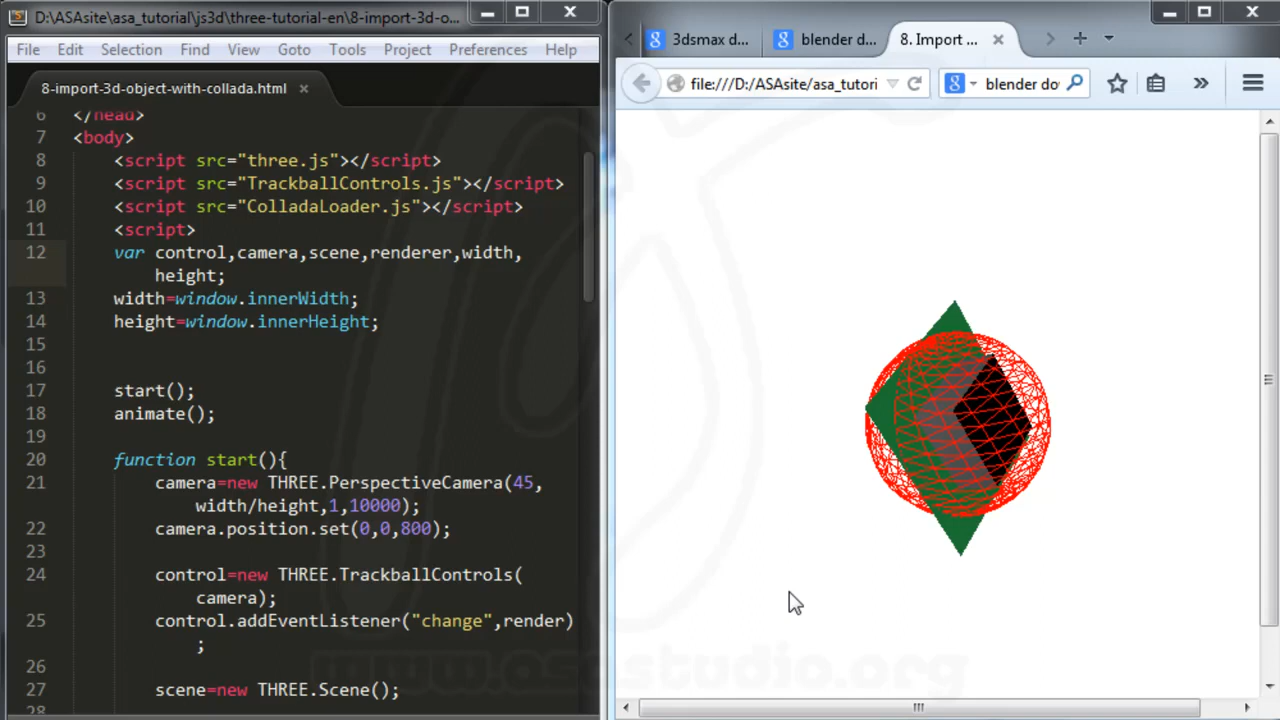 D:\ASAsite\asa_tutorial\js3d\three-tutorial-en\8-import-3d-o...
File Edit Selection Find View Goto Tools Project Preferences Help
8-import-3d-object-with-collada.html
6 </head>
7 <body>
8 <script src="three.js"></script>
9 <script src="TrackballControls.js"></script>
10 <script src="ColladaLoader.js"></script>
11 <script>
12 var control,camera,scene,renderer,width,
height;
13 width=window.innerWidth;
14 height=window.innerHeight;
15
16
17 start();
18 animate();
19
20 function start(){
21 camera=new THREE.PerspectiveCamera(45,
width/height,1,10000);
22 camera.position.set(0,0,800);
23
24 control=new THREE.TrackballControls(
camera);
25 control.addEventListener("change",render)
;
26
27 scene=new THREE.Scene();
28
3dsmax d... blender d... 8. Import ...
file:///D:/ASAsite/asa_tutori blender do
www.asastudio.org